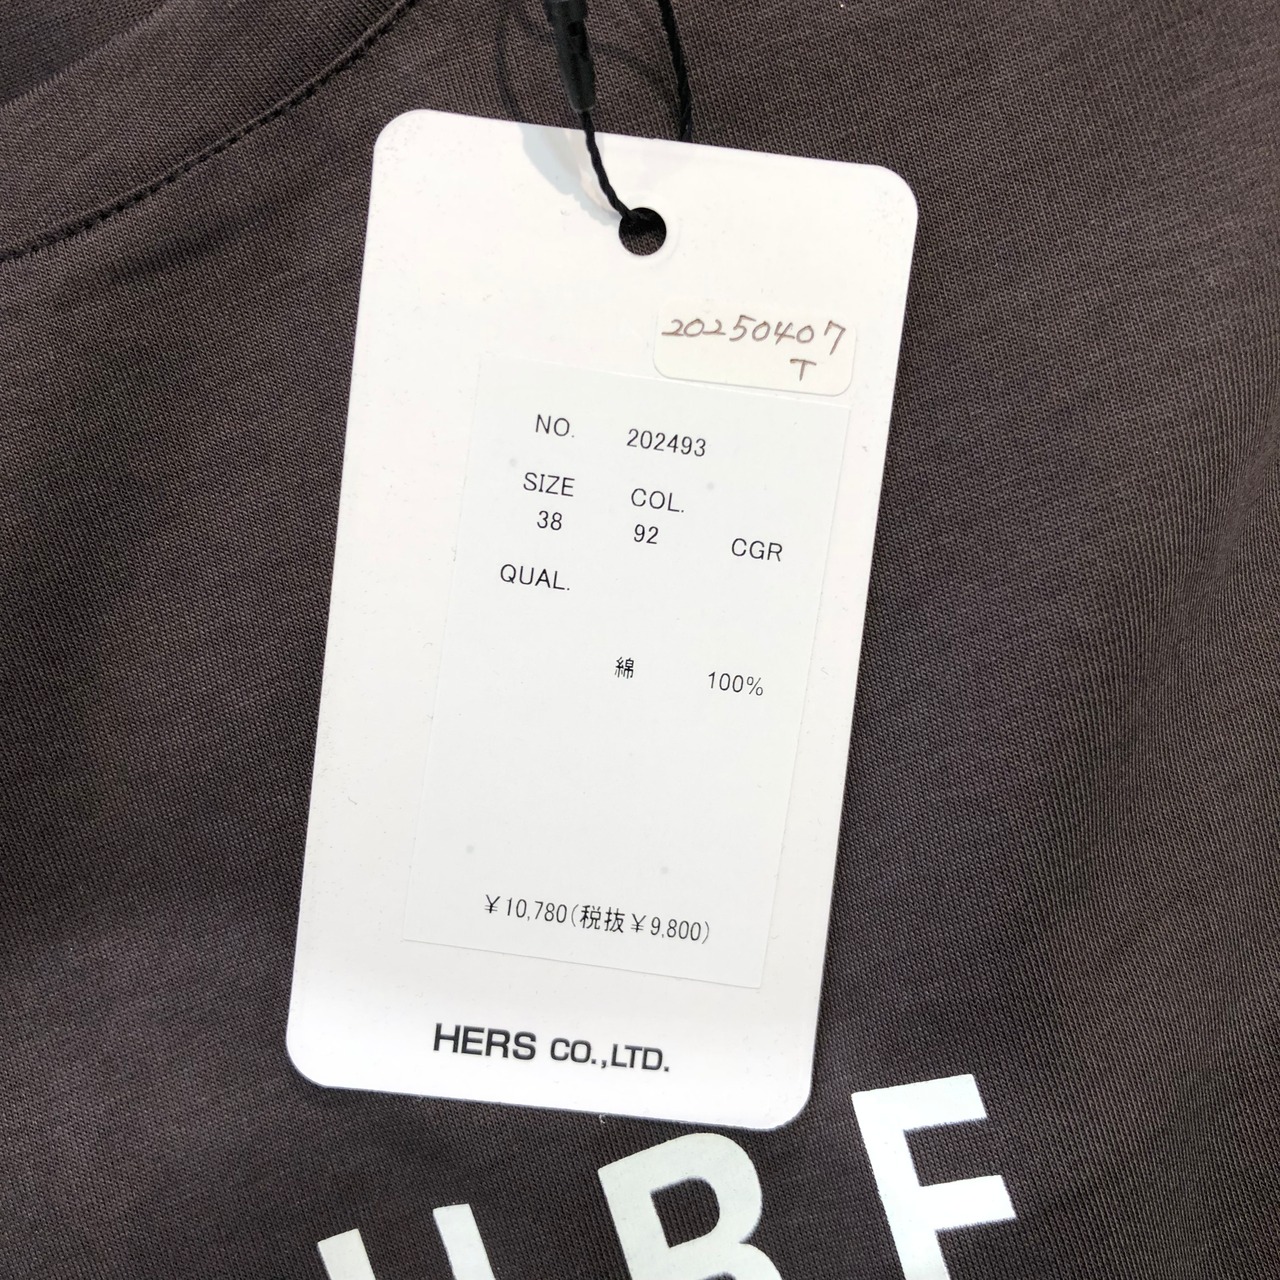 20250407
T
NO. 202493
SIZE COL.
38 92 CGR
QUAL.
綿 100%
￥10,780(税抜￥9,800)
HERS CO.,LTD.